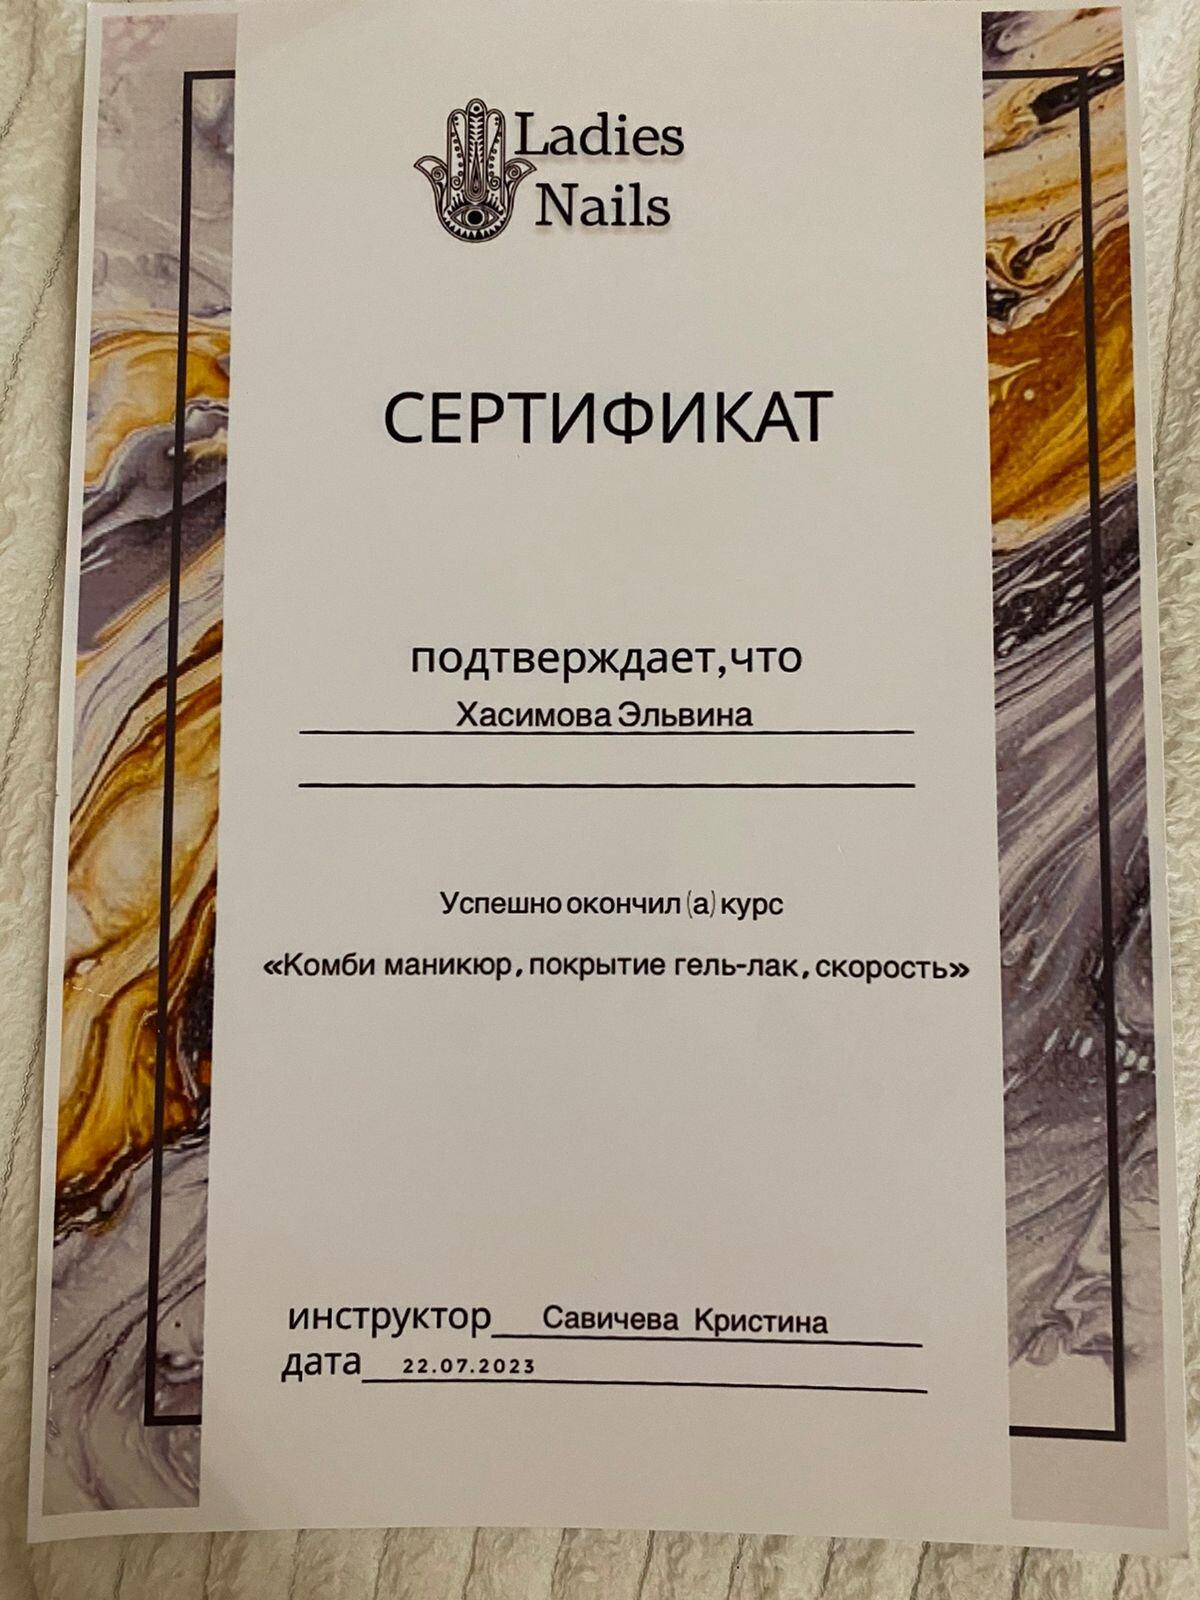 Ladies
Nails
СЕРТИФИКАТ
подтверждает,что
Хасимова Эльвина
Успешно окончил (а) курс
«Комби маникюр, покрытие гель-лак, скорость»
инструктор Савичева Кристина
дата 22.07.2023